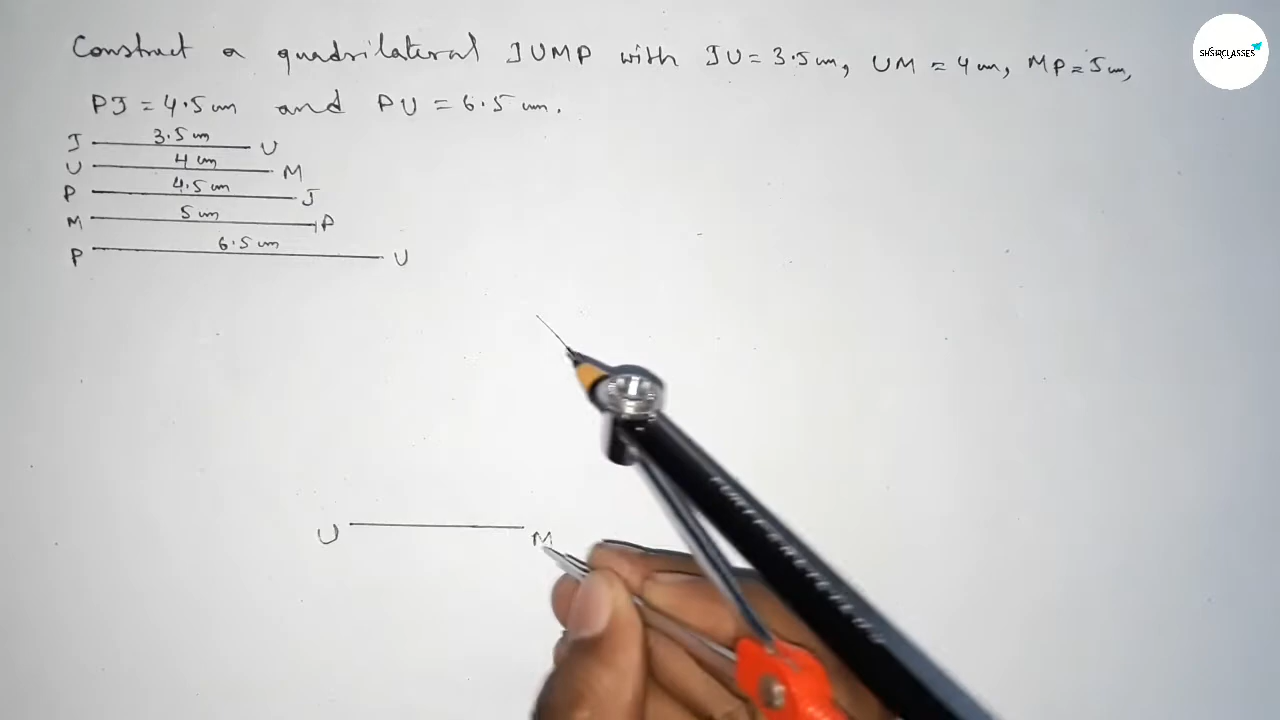 Construct a quadrilateral JUMP with JU = 3.5 cm, UM = 4 cm, MP = 5 cm,
PJ = 4.5 cm and PU = 6.5 cm.
SHSIRCLASSES
J 3.5 cm U
U 4 cm M
P 4.5 cm J
M 5 cm P
P 6.5 cm U
U M